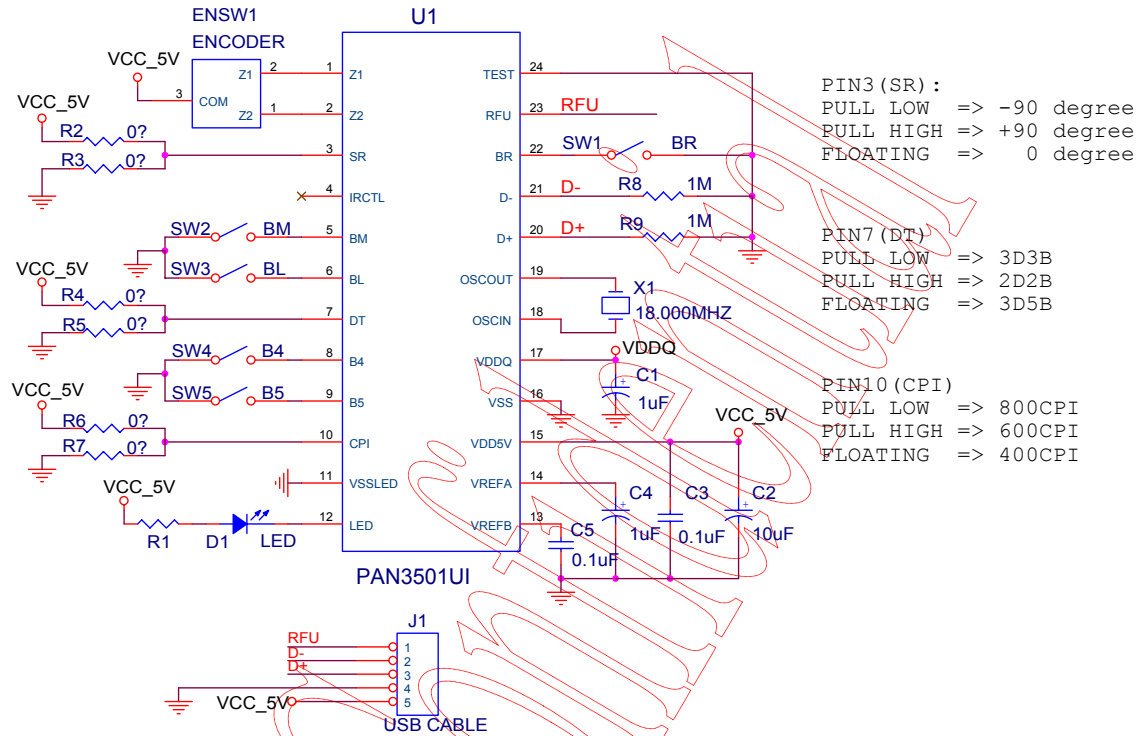 ENSW1
ENCODER
U1
VCC_5V
Z1 2
3 COM
Z2 1
1 Z1
2 Z2
3 SR
4 IRCTL
5 BM
6 BL
7 DT
8 B4
9 B5
10 CPI
11 VSSLED
12 LED
TEST 24
RFU 23 RFU
BR 22
D- 21 D-
D+ 20 D+
OSCOUT 19
OSCIN 18
VDDQ 17
VSS 16
VDD5V 15
VREFA 14
VREFB 13
PAN3501UI
VCC_5V
R2 0?
R3 0?
SW2 BM
SW3 BL
VCC_5V
R4 0?
R5 0?
SW4 B4
SW5 B5
VCC_5V
R6 0?
R7 0?
VCC_5V
R1
D1
LED
SW1 BR
R8 1M
R9 1M
X1
18.000MHZ
VDDQ
C1
1uF
VCC_5V
C4
1uF
C3
0.1uF
C2
10uF
C5
0.1uF
PIN3(SR):
PULL LOW => -90 degree
PULL HIGH => +90 degree
FLOATING => 0 degree
PIN7(DT)
PULL LOW => 3D3B
PULL HIGH => 2D2B
FLOATING => 3D5B
PIN10(CPI)
PULL LOW => 800CPI
PULL HIGH => 600CPI
FLOATING => 400CPI
J1
RFU 1
D- 2
D+ 3
4
VCC_5V 5
USB CABLE